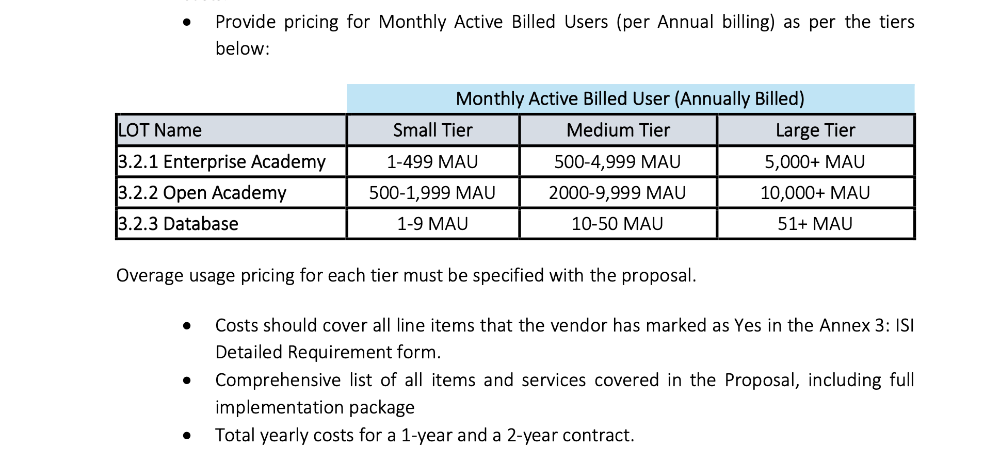 • Provide pricing for Monthly Active Billed Users (per Annual billing) as per the tiers
below:
Monthly Active Billed User (Annually Billed)
LOT Name Small Tier Medium Tier Large Tier
3.2.1 Enterprise Academy 1-499 MAU 500-4,999 MAU 5,000+ MAU
3.2.2 Open Academy 500-1,999 MAU 2000-9,999 MAU 10,000+ MAU
3.2.3 Database 1-9 MAU 10-50 MAU 51+ MAU
Overage usage pricing for each tier must be specified with the proposal.
• Costs should cover all line items that the vendor has marked as Yes in the Annex 3: ISI
Detailed Requirement form.
• Comprehensive list of all items and services covered in the Proposal, including full
implementation package
• Total yearly costs for a 1-year and a 2-year contract.